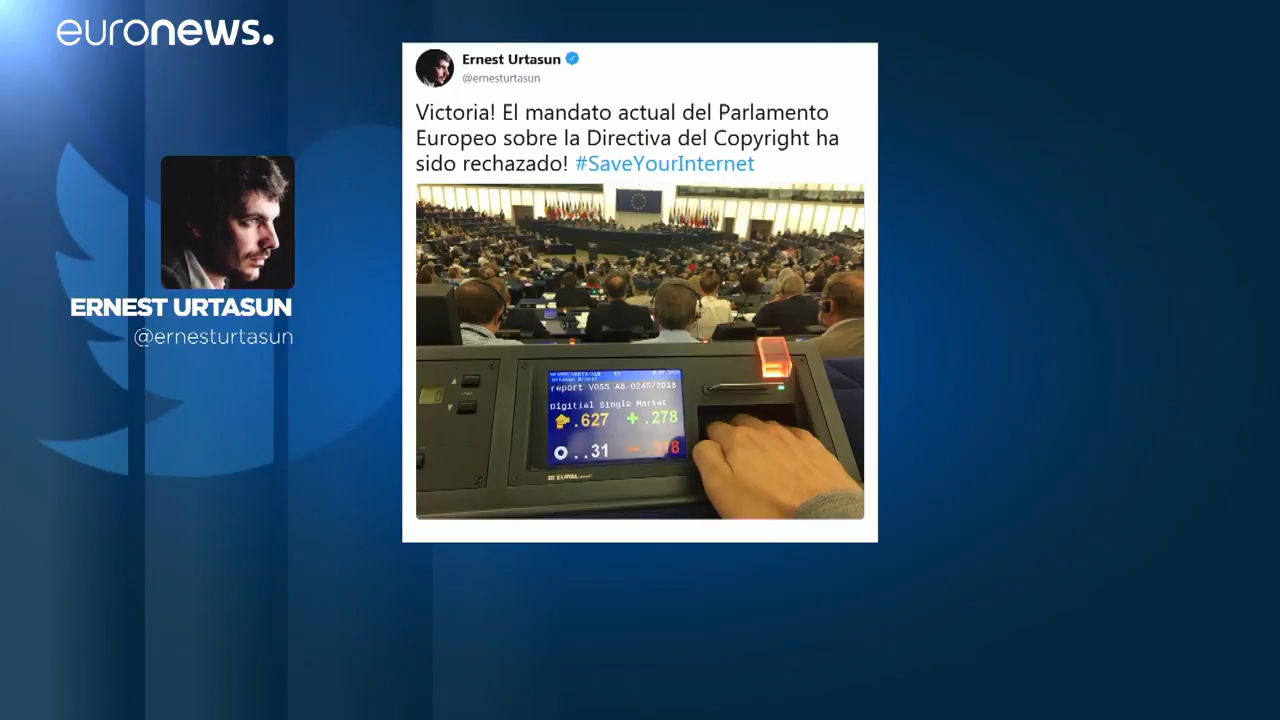 euronews.
Ernest Urtasun
@ernesturtasun
Victoria! El mandato actual del Parlamento
Europeo sobre la Directiva del Copyright ha
sido rechazado! #SaveYourInternet
ERNEST URTASUN
@ernesturtasun
report VOSS A8-0245/2018
Digitial Single Market
.627 + .278
..31